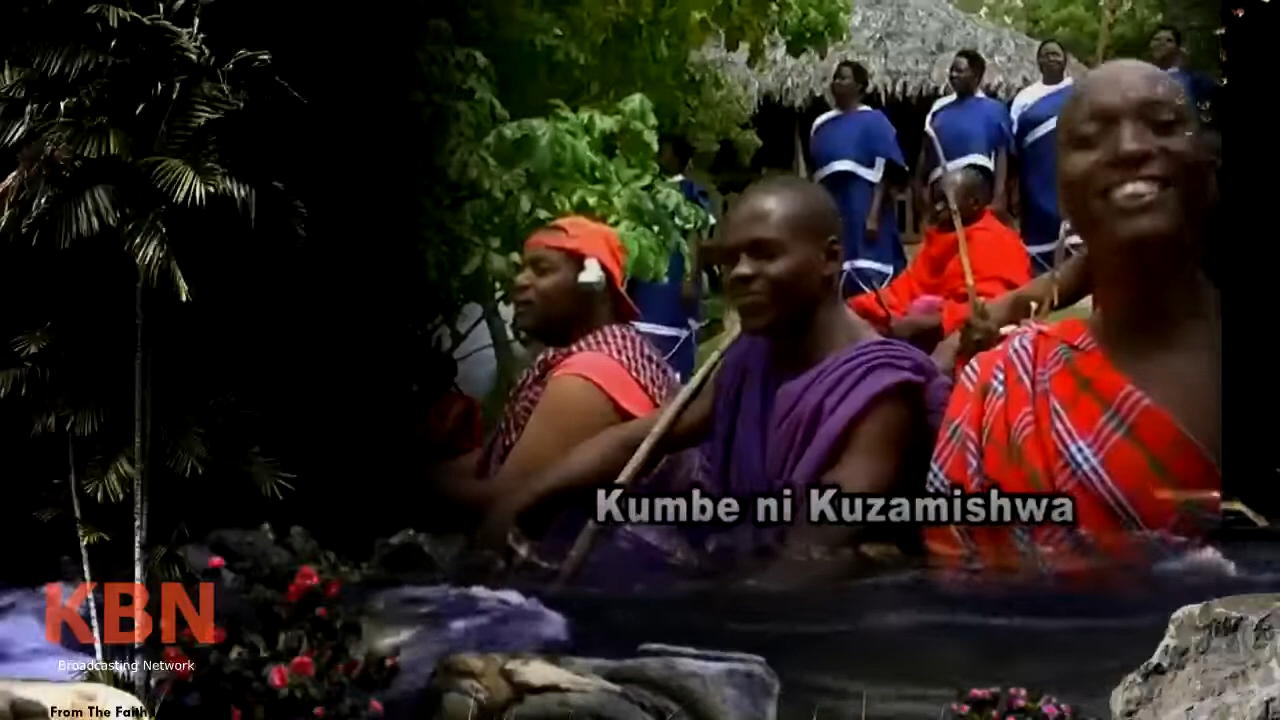 Kumbe ni Kuzamishwa
KBN
Broadcasting Network
From The Faith